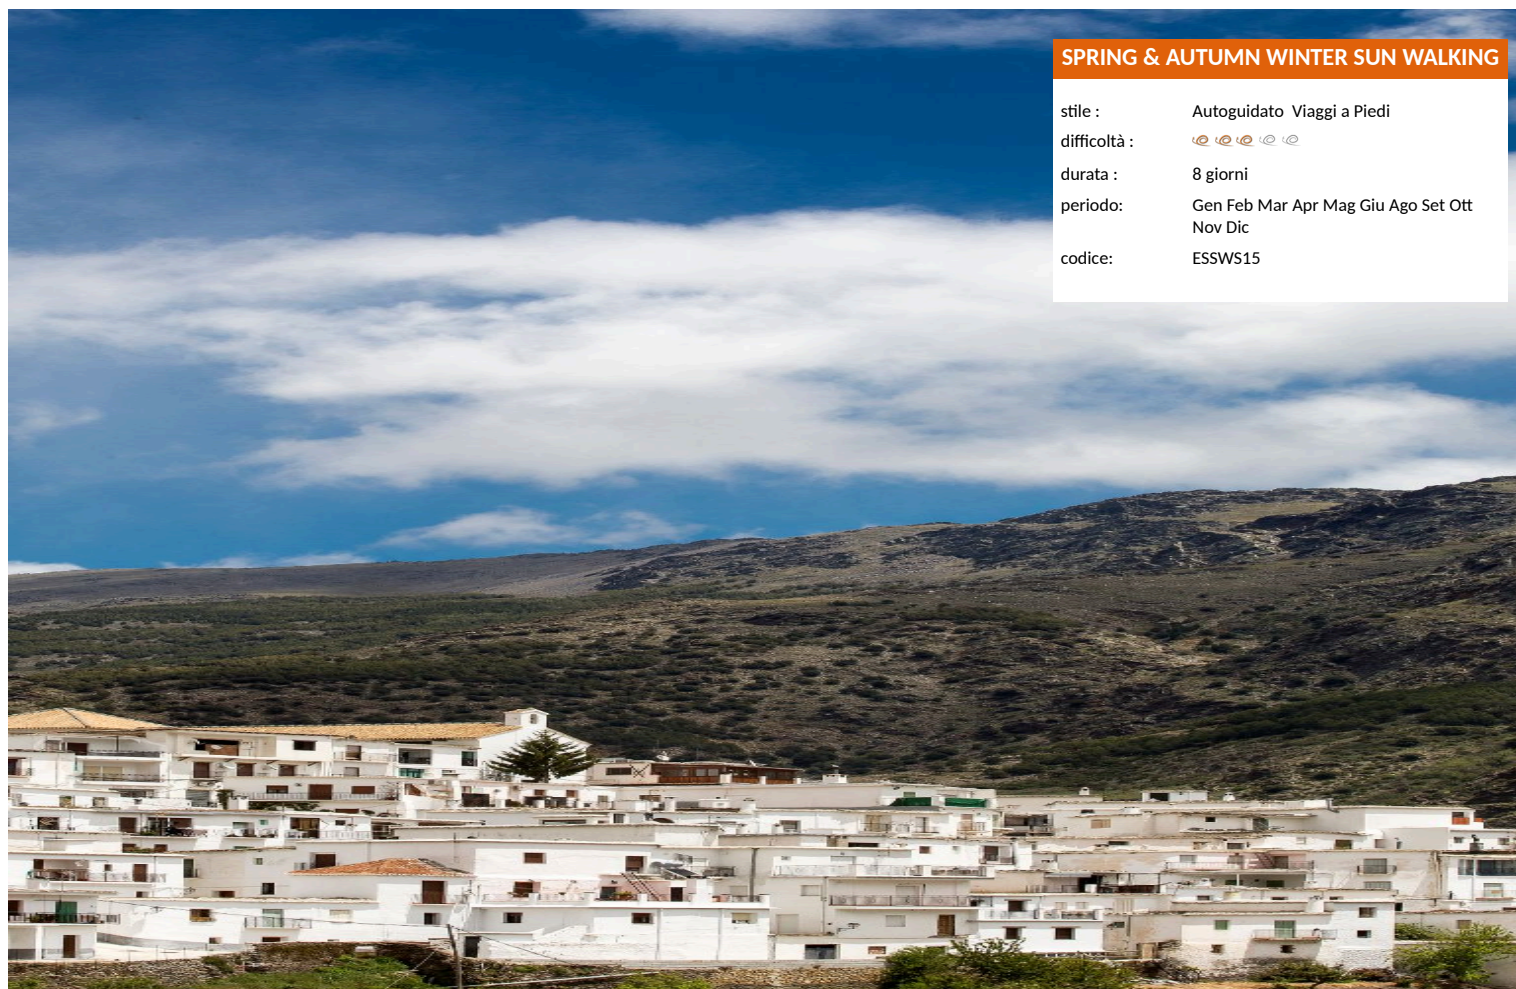 SPRING & AUTUMN WINTER SUN WALKING
stile : Autoguidato  Viaggi a Piedi
difficoltà :
durata : 8 giorni
periodo: Gen Feb Mar Apr Mag Giu Ago Set Ott
Nov Dic
codice: ESSWS15